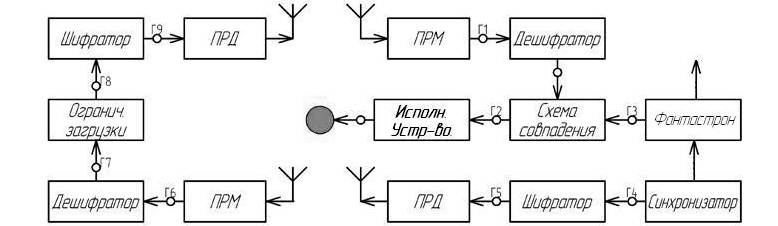 Шифратор
Г9
ПРД
ПРМ
Г1
Дешифратор
Г8
Огранич.
загрузки
Исполн.
Устр-во.
Г2
Схема
совпадения
Г3
Фантастрон
Г7
Дешифратор
Г6
ПРМ
ПРД
Г5
Шифратор
Г4
Синхронизатор